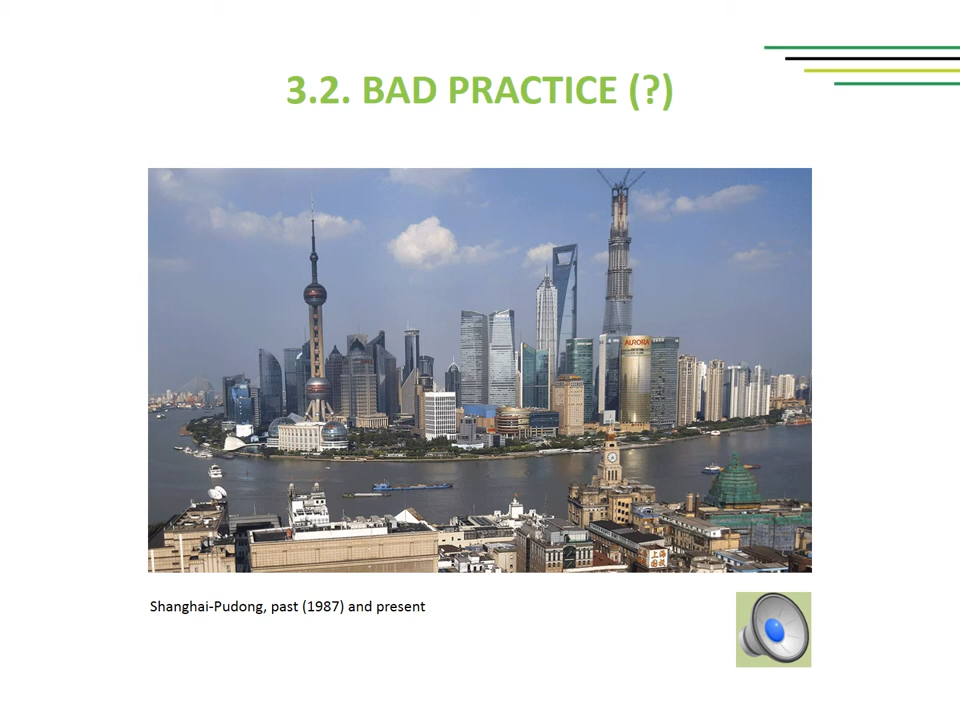 3.2. BAD PRACTICE (?)
AURORA
Shanghai-Pudong, past (1987) and present